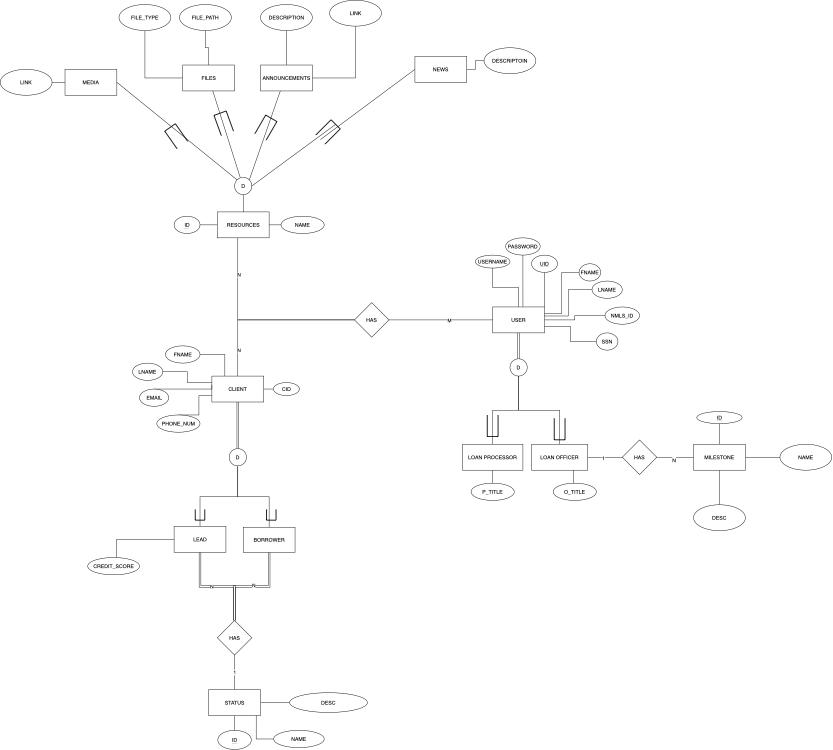 LINK
FILE_TYPE
FILE_PATH
DESCRIPTION
DESCRIPTOIN
LINK
MEDIA
FILES
ANNOUNCEMENTS
NEWS
D
ID
RESOURCES
NAME
N
PASSWORD
USERNAME
UID
FNAME
LNAME
NMLS_ID
SSN
HAS
M
USER
N
FNAME
LNAME
EMAIL
PHONE_NUM
CLIENT
CID
D
D
LOAN PROCESSOR
LOAN OFFICER
1
HAS
N
MILESTONE
ID
NAME
DESC
P_TITLE
O_TITLE
LEAD
BORROWER
CREDIT_SCORE
N
N
HAS
1
STATUS
DESC
ID
NAME